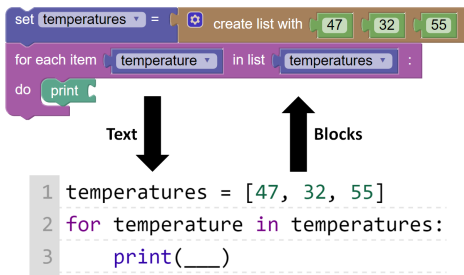 set temperatures = create list with 47 32 55
for each item temperature in list temperatures :
do print
Text Blocks
1 temperatures = [47, 32, 55]
2 for temperature in temperatures:
3 print(___)